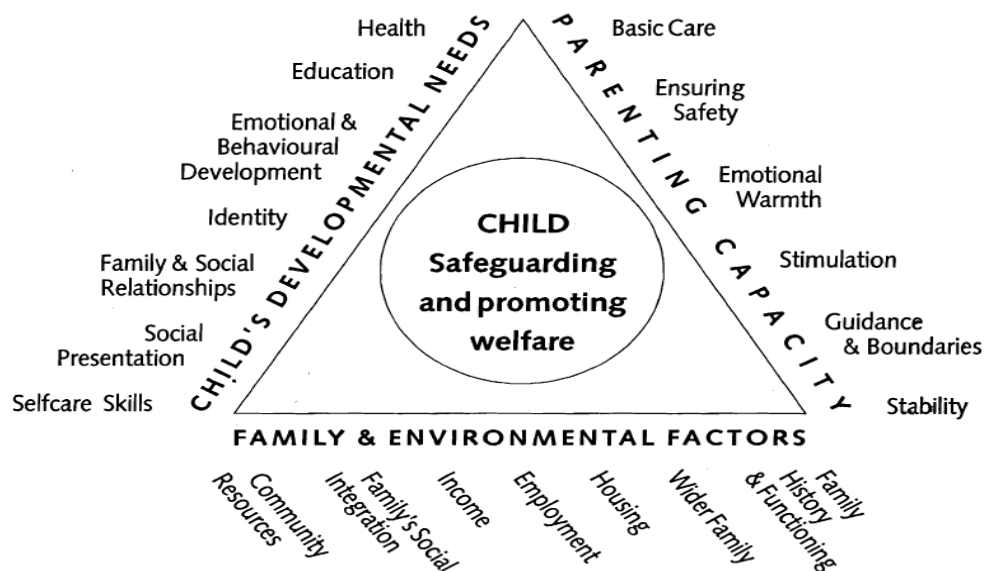 Health
Education
Emotional &
Behavioural
Development
Identity
Family & Social
Relationships
Social
Presentation
Selfcare Skills
CHILD'S DEVELOPMENTAL NEEDS
PARENTING CAPACITY
Basic Care
Ensuring
Safety
Emotional
Warmth
Stimulation
Guidance
& Boundaries
Stability
CHILD
Safeguarding
and promoting
welfare
FAMILY & ENVIRONMENTAL FACTORS
Community
Resources
Family's Social
Integration
Income
Employment
Housing
Wider Family
Family
History
& Functioning